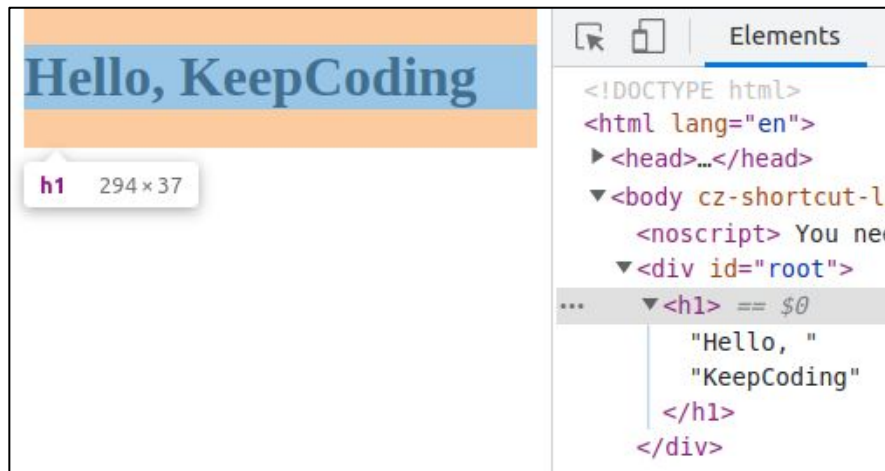 Hello, KeepCoding
h1 294 × 37
Elements
<!DOCTYPE html>
<html lang="en">
<head>…</head>
<body cz-shortcut-l
<noscript> You nee
<div id="root">
... <h1> == $0
"Hello, "
"KeepCoding"
</h1>
</div>